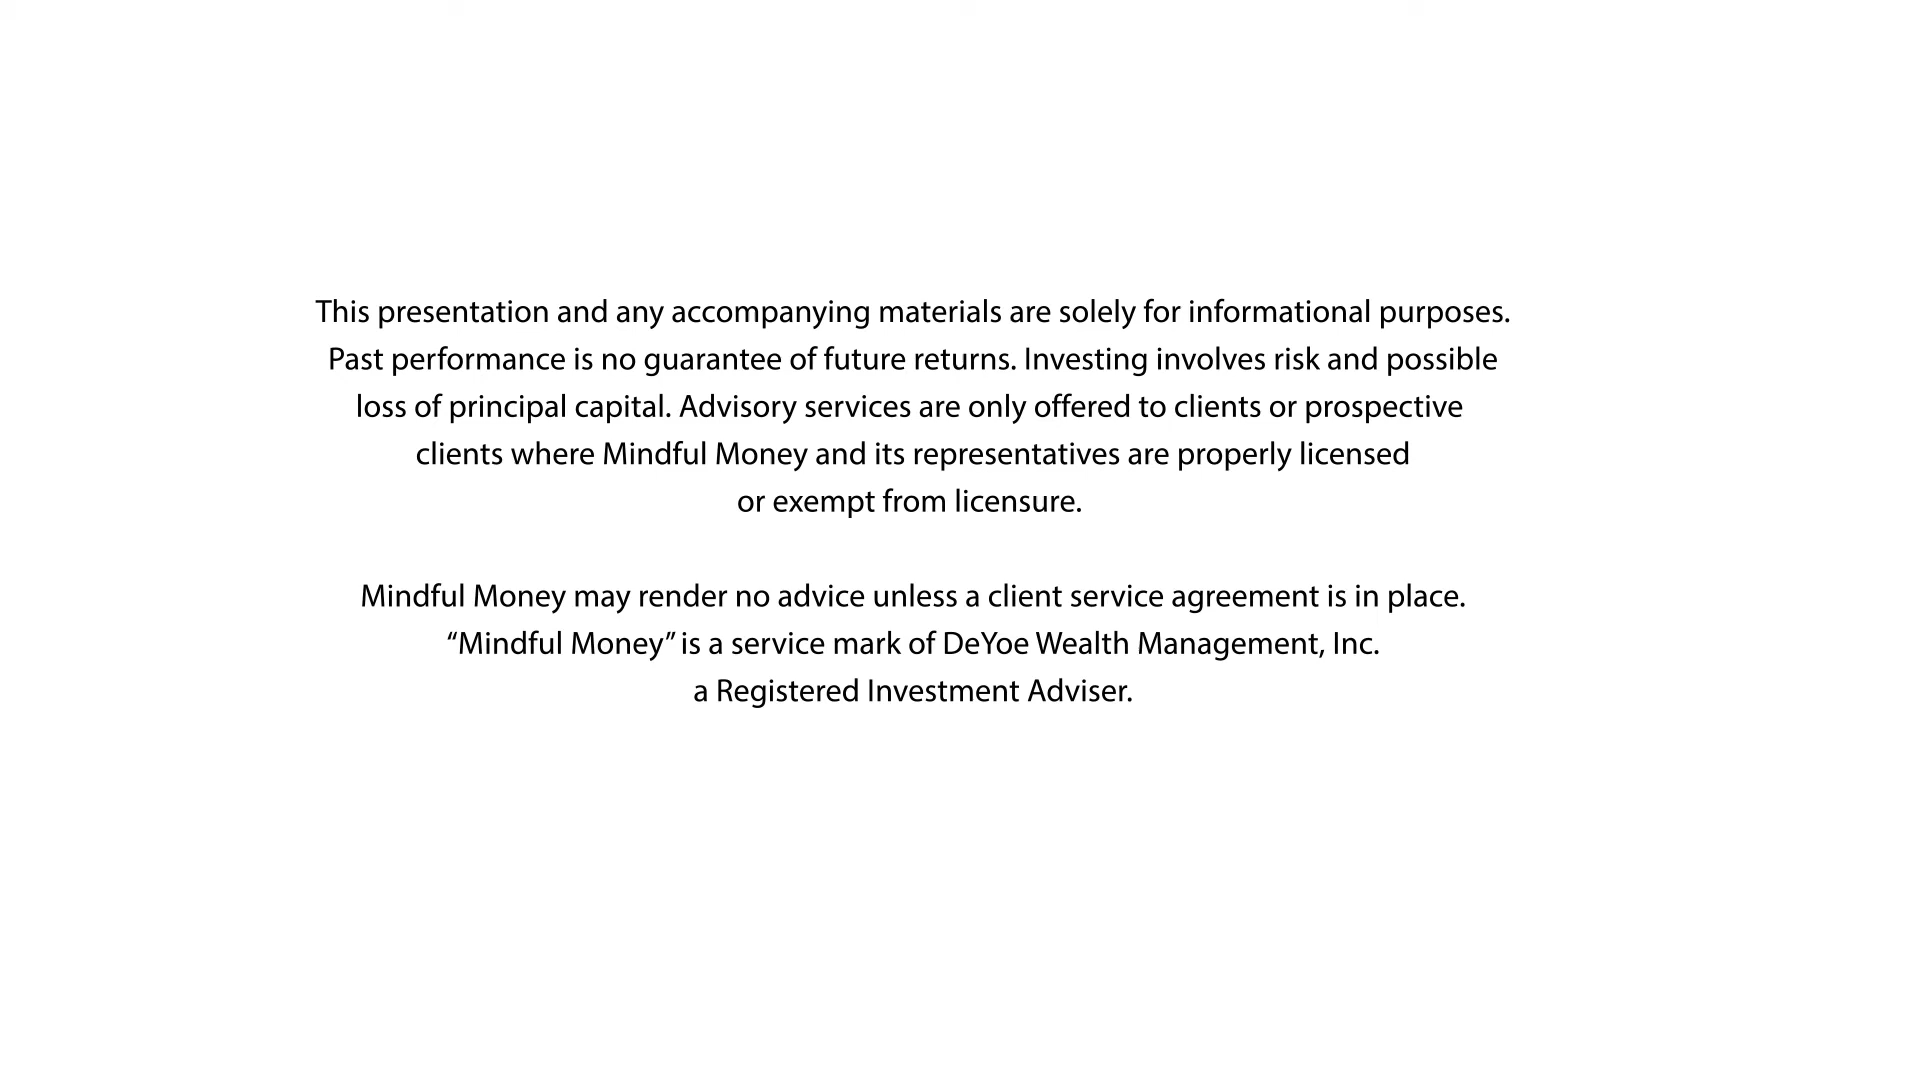 This presentation and any accompanying materials are solely for informational purposes.
Past performance is no guarantee of future returns. Investing involves risk and possible
loss of principal capital. Advisory services are only offered to clients or prospective
clients where Mindful Money and its representatives are properly licensed
or exempt from licensure.
Mindful Money may render no advice unless a client service agreement is in place.
“Mindful Money” is a service mark of DeYoe Wealth Management, Inc.
a Registered Investment Adviser.